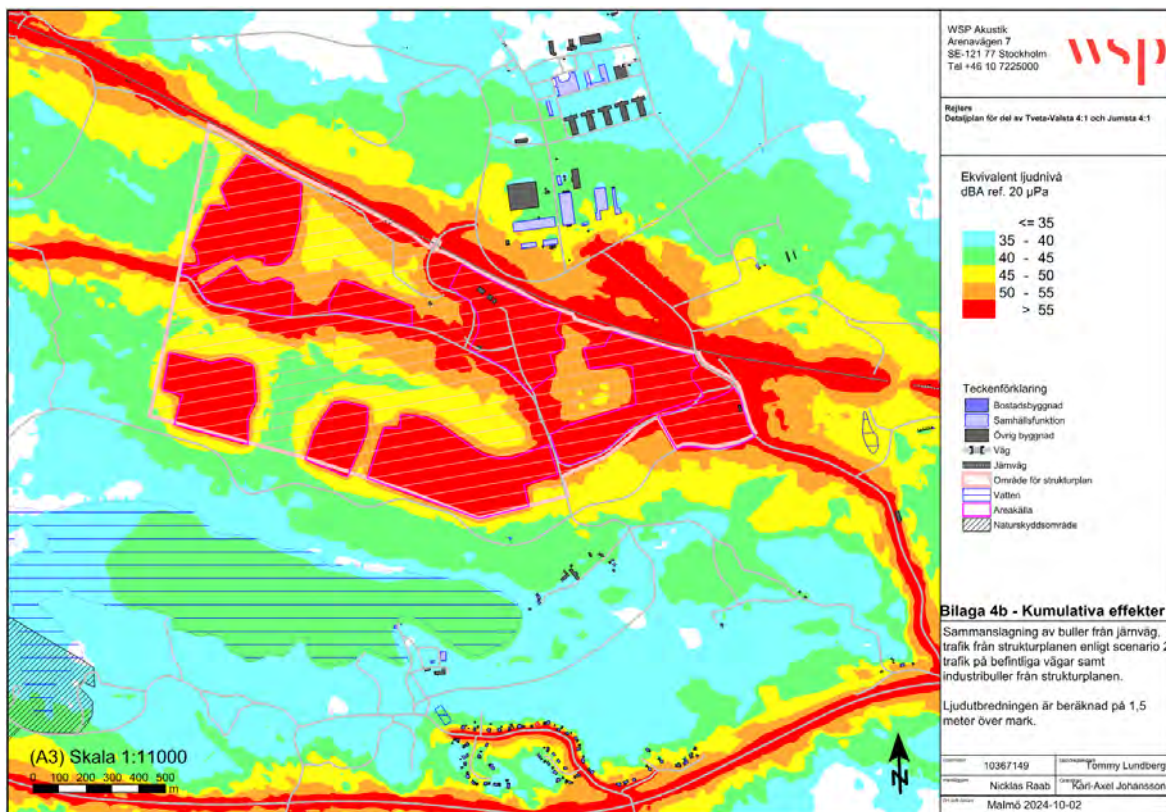 WSP Akustik
Arenavägen 7
SE-121 77 Stockholm
Tel +46 10 7225000
wsp
Rejlers
Detaljplan för del av Tveta-Valsta 4:1 och Jumsta 4:1
Ekvivalent ljudnivå
dBA ref. 20 µPa
<= 35
35 - 40
40 - 45
45 - 50
50 - 55
> 55
Teckenförklaring
Bostadsbyggnad
Samhällsfunktion
Övrig byggnad
Väg
Järnväg
Område för strukturplan
Vatten
Areakälla
Naturskyddsområde
Bilaga 4b - Kumulativa effekter
Sammanslagning av buller från järnväg,
trafik från strukturplanen enligt scenario 2
trafik på befintliga vägar samt
industribuller från strukturplanen.
Ljudutbredningen är beräknad på 1,5
meter över mark.
10367149 Tommy Lundberg
Nicklas Raab Karl-Axel Johansson
Malmö 2024-10-02
(A3) Skala 1:11000
0 100 200 300 400 500
m
N